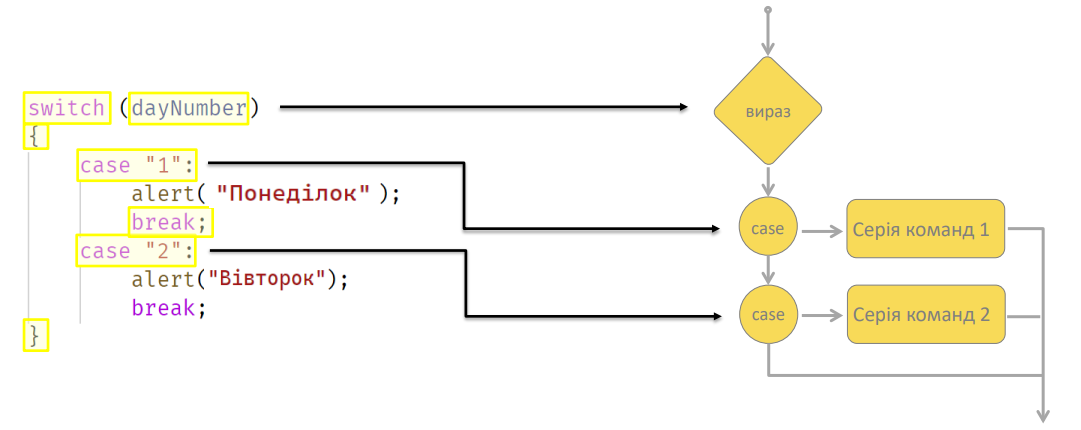 switch (dayNumber)
{
case "1":
alert( "Понеділок" );
break;
case "2":
alert("Вівторок");
break;
}
вираз
case
Серія команд 1
case
Серія команд 2